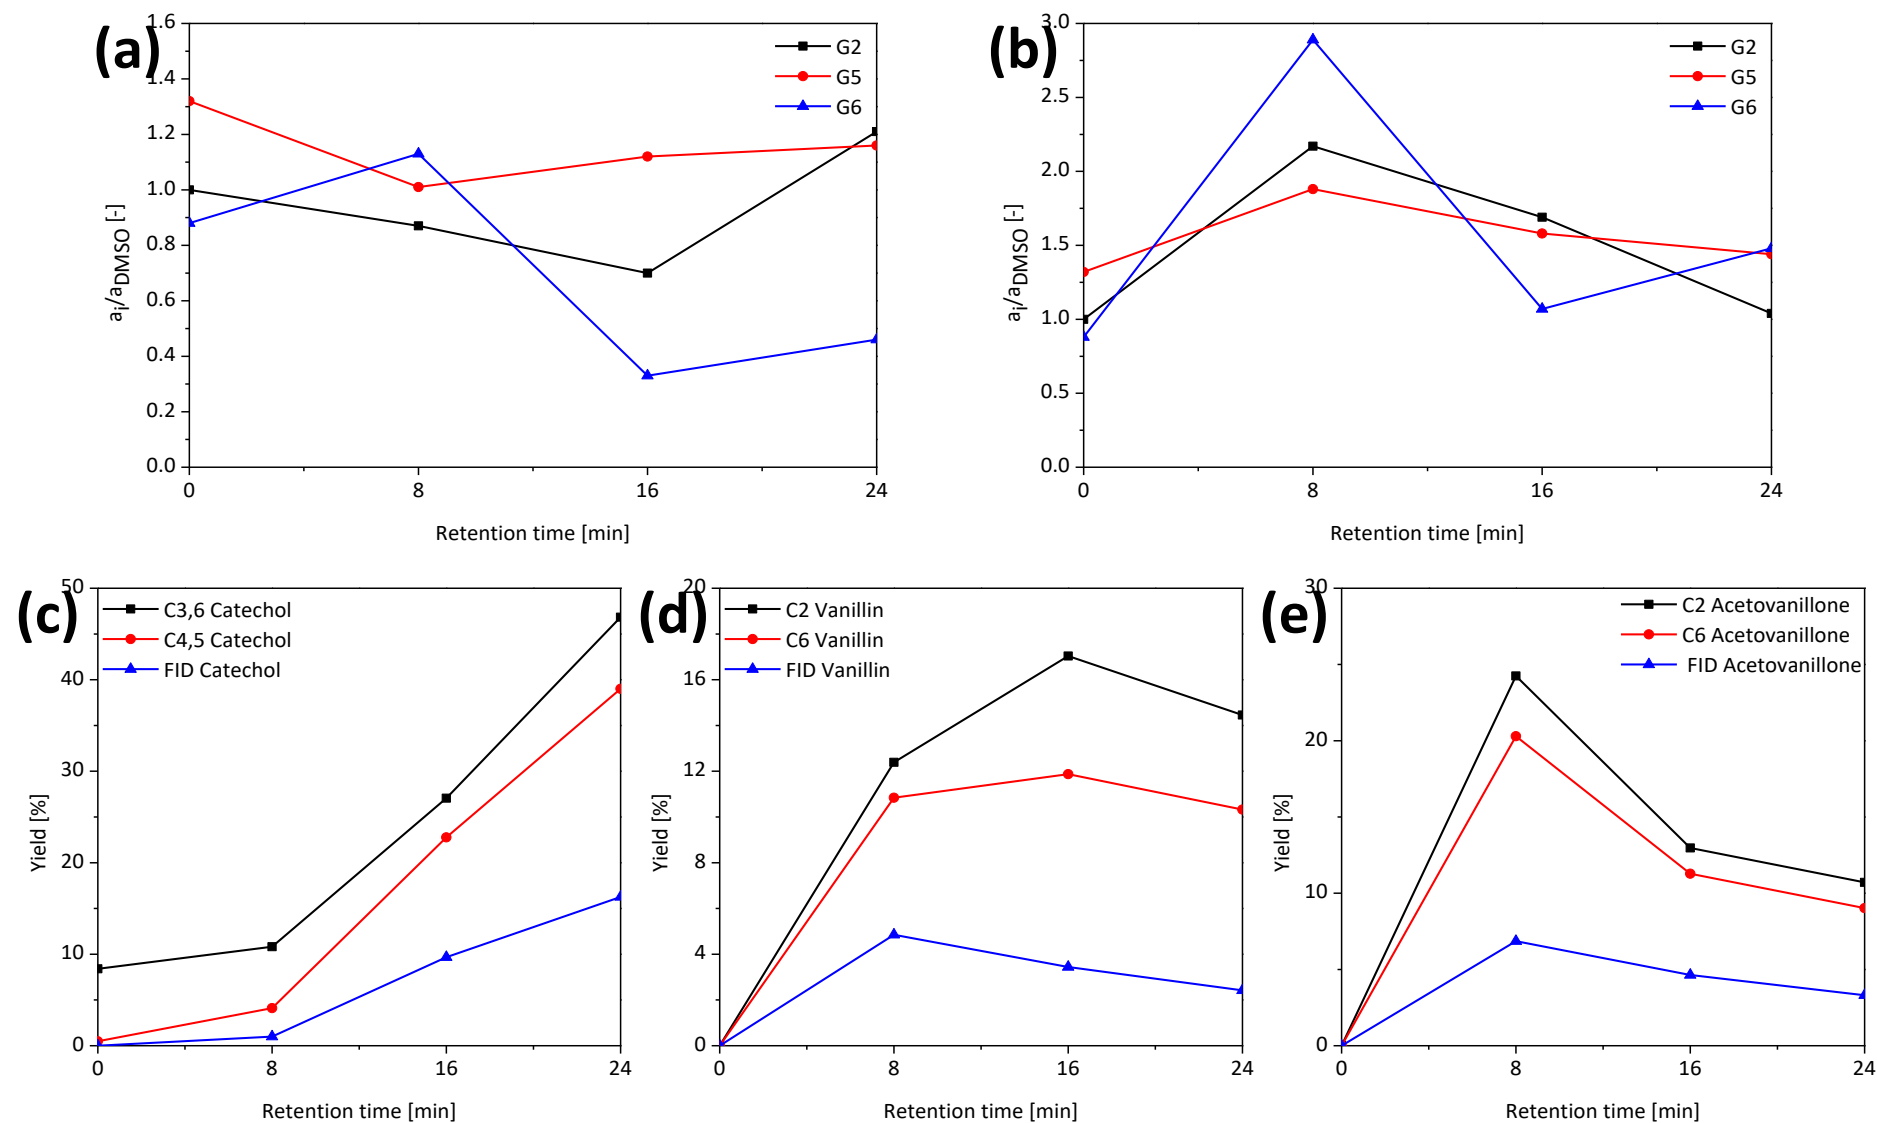 (a)
1.6
1.4
1.2
1.0
0.8
0.6
0.4
0.2
0.0
ai/aDMSO [-]
G2
G5
G6
0 8 16 24
Retention time [min]
(b)
3.0
2.5
2.0
1.5
1.0
0.5
0.0
ai/aDMSO [-]
G2
G5
G6
0 8 16 24
Retention time [min]
(c)
50
40
30
20
10
0
Yield [%]
C3,6 Catechol
C4,5 Catechol
FID Catechol
0 8 16 24
Retention time [min]
(d)
20
16
12
8
4
0
Yield [%]
C2 Vanillin
C6 Vanillin
FID Vanillin
0 8 16 24
Retention time [min]
(e)
30
20
10
0
Yield [%]
C2 Acetovanillone
C6 Acetovanillone
FID Acetovanillone
0 8 16 24
Retention time [min]